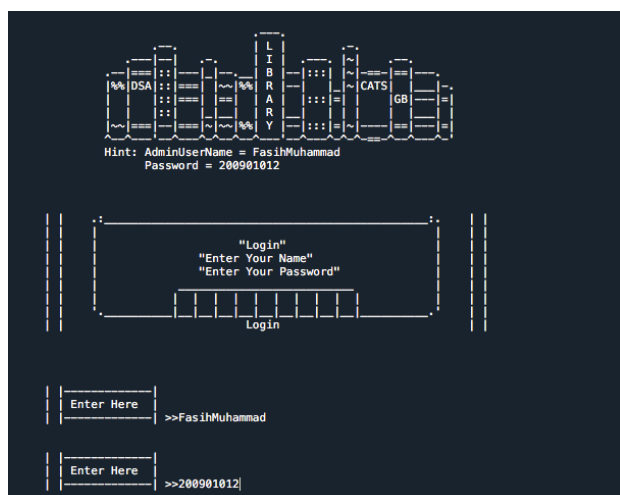 LIBRARY
DSA
CATS
GB
Hint: AdminUserName = FasihMuhammad
Password = 200901012
"Login"
"Enter Your Name"
"Enter Your Password"
Login
Enter Here
>>FasihMuhammad
Enter Here
>>200901012